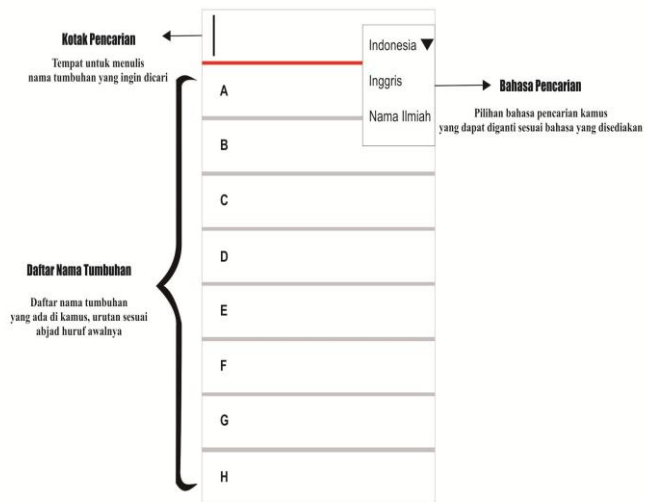 Kotak Pencarian
Tempat untuk menulis
nama tumbuhan yang ingin dicari
Indonesia ▼
Inggris
Nama Ilmiah
Bahasa Pencarian
Pilihan bahasa pencarian kamus
yang dapat diganti sesuai bahasa yang disediakan
A
B
C
D
E
F
G
H
Daftar Nama Tumbuhan
Daftar nama tumbuhan
yang ada di kamus, urutan sesuai
abjad huruf awalnya